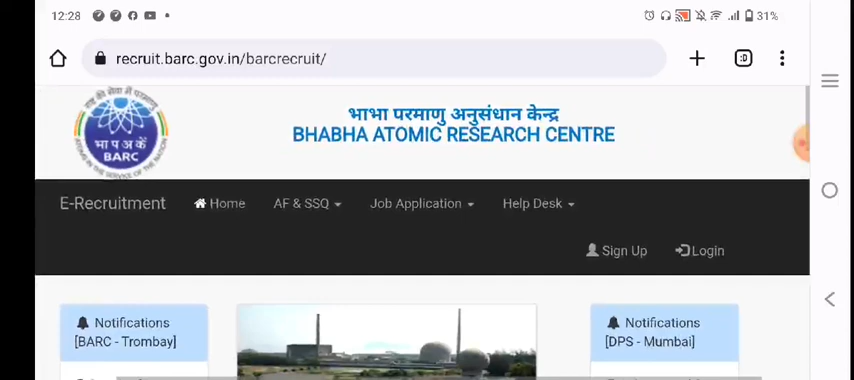 12:28
31%
recruit.barc.gov.in/barcrecruit/
:D
भा प अ कें
BARC
भाभा परमाणु अनुसंधान केन्द्र
BHABHA ATOMIC RESEARCH CENTRE
E-Recruitment Home AF & SSQ Job Application Help Desk
Sign Up Login
Notifications
[BARC - Trombay]
Notifications
[DPS - Mumbai]